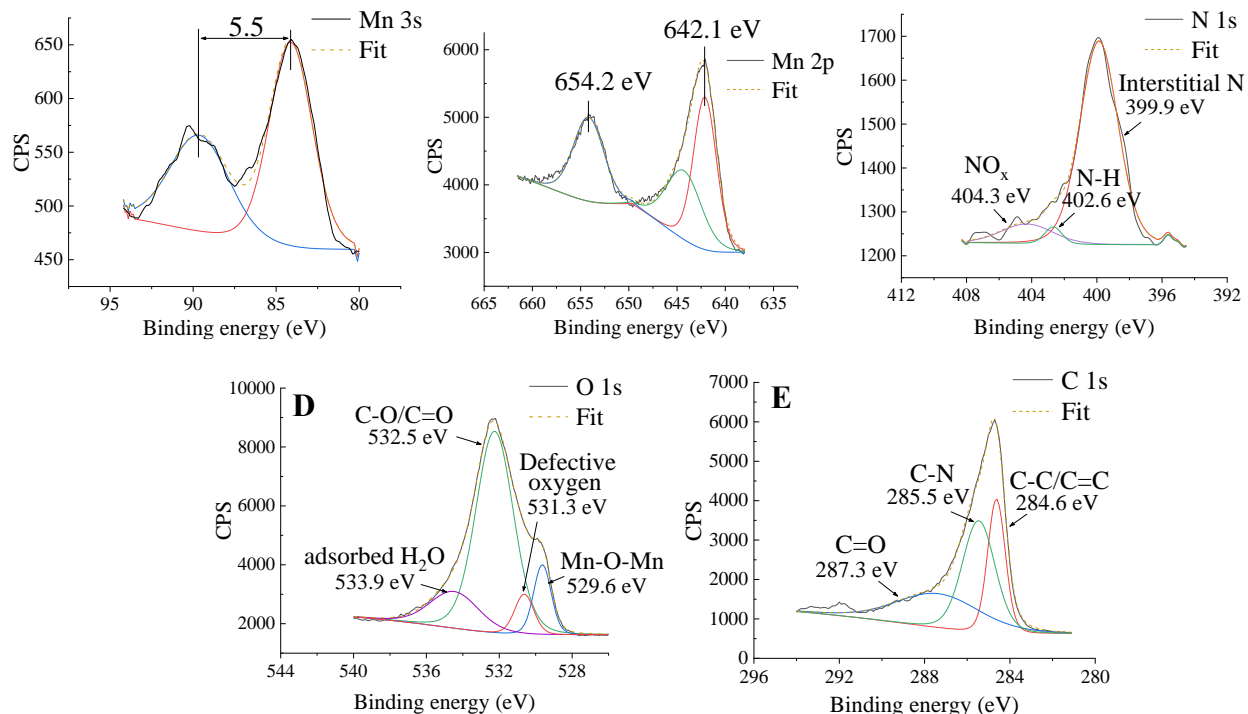 Mn 3s
Fit
5.5
650
600
550
500
450
CPS
95
90
85
80
Binding energy (eV)
642.1 eV
654.2 eV
Mn 2p
Fit
6000
5000
4000
3000
CPS
665
660
655
650
645
640
635
Binding energy (eV)
N 1s
Fit
Interstitial N
399.9 eV
NOx
404.3 eV
N-H
402.6 eV
1700
1600
1500
1400
1300
1200
CPS
412
408
404
400
396
392
Binding energy (eV)
D
O 1s
Fit
C-O/C=O
532.5 eV
Defective
oxygen
531.3 eV
adsorbed H2O
533.9 eV
Mn-O-Mn
529.6 eV
10000
8000
6000
4000
2000
CPS
544
540
536
532
528
Binding energy (eV)
E
C 1s
Fit
C-N
285.5 eV
C-C/C=C
284.6 eV
C=O
287.3 eV
7000
6000
5000
4000
3000
2000
1000
0
CPS
296
292
288
284
280
Binding energy (eV)